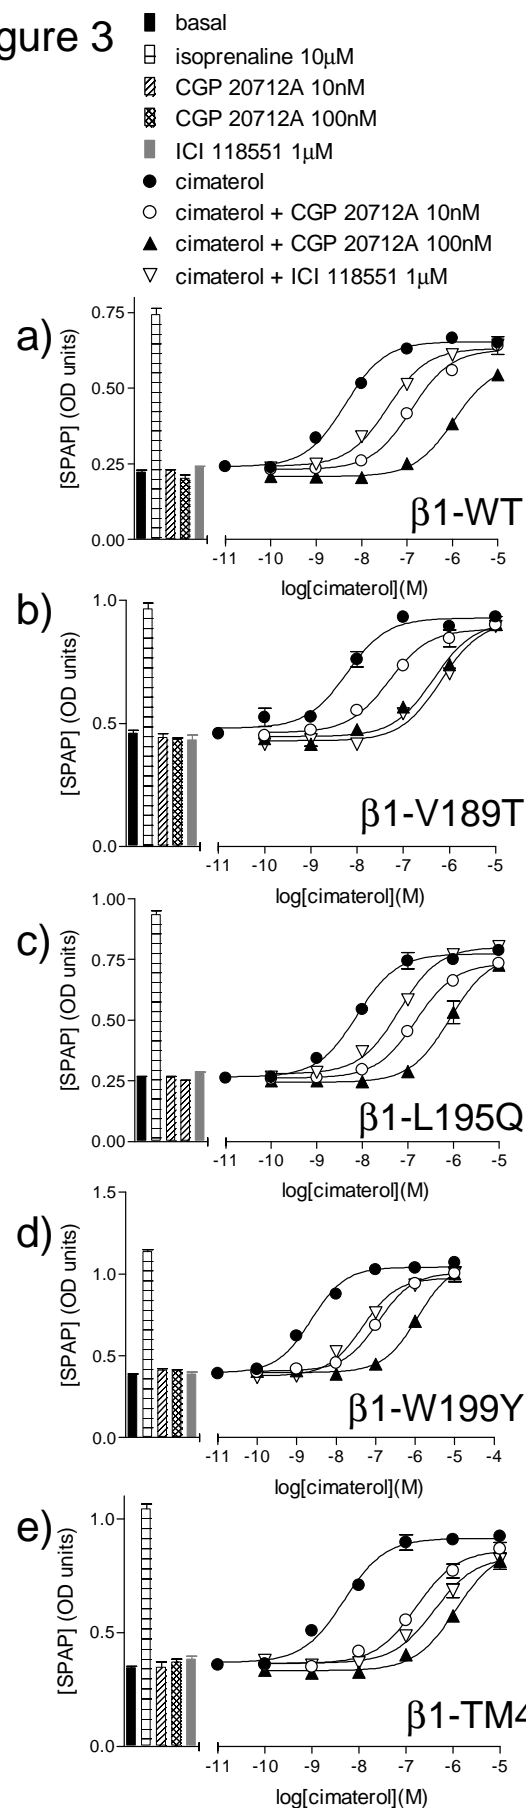 gure 3
basal
isoprenaline 10μM
CGP 20712A 10nM
CGP 20712A 100nM
ICI 118551 1μM
cimaterol
cimaterol + CGP 20712A 10nM
cimaterol + CGP 20712A 100nM
cimaterol + ICI 118551 1μM
a)
[SPAP] (OD units)
0.75
0.50
0.25
0.00
β1-WT
-11 -10 -9 -8 -7 -6 -5
log[cimaterol](M)
b)
[SPAP] (OD units)
1.0
0.5
0.0
β1-V189T
-11 -10 -9 -8 -7 -6 -5
log[cimaterol](M)
c)
[SPAP] (OD units)
1.00
0.75
0.50
0.25
0.00
β1-L195Q
-11 -10 -9 -8 -7 -6 -5
log[cimaterol](M)
d)
[SPAP] (OD units)
1.5
1.0
0.5
0.0
β1-W199Y
-11 -10 -9 -8 -7 -6 -5 -4
log[cimaterol](M)
e)
[SPAP] (OD units)
1.0
0.5
0.0
β1-TM4
-11 -10 -9 -8 -7 -6 -5
log[cimaterol](M)